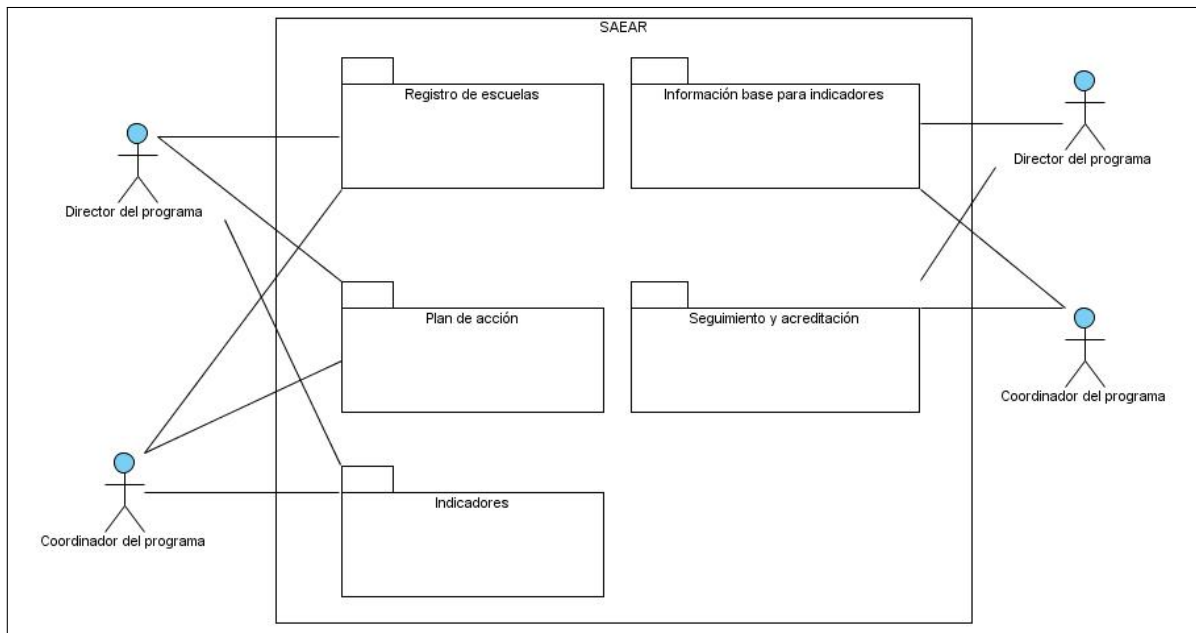 SAEAR
Registro de escuelas
Información base para indicadores
Director del programa
Director del programa
Plan de acción
Seguimiento y acreditación
Coordinador del programa
Indicadores
Coordinador del programa